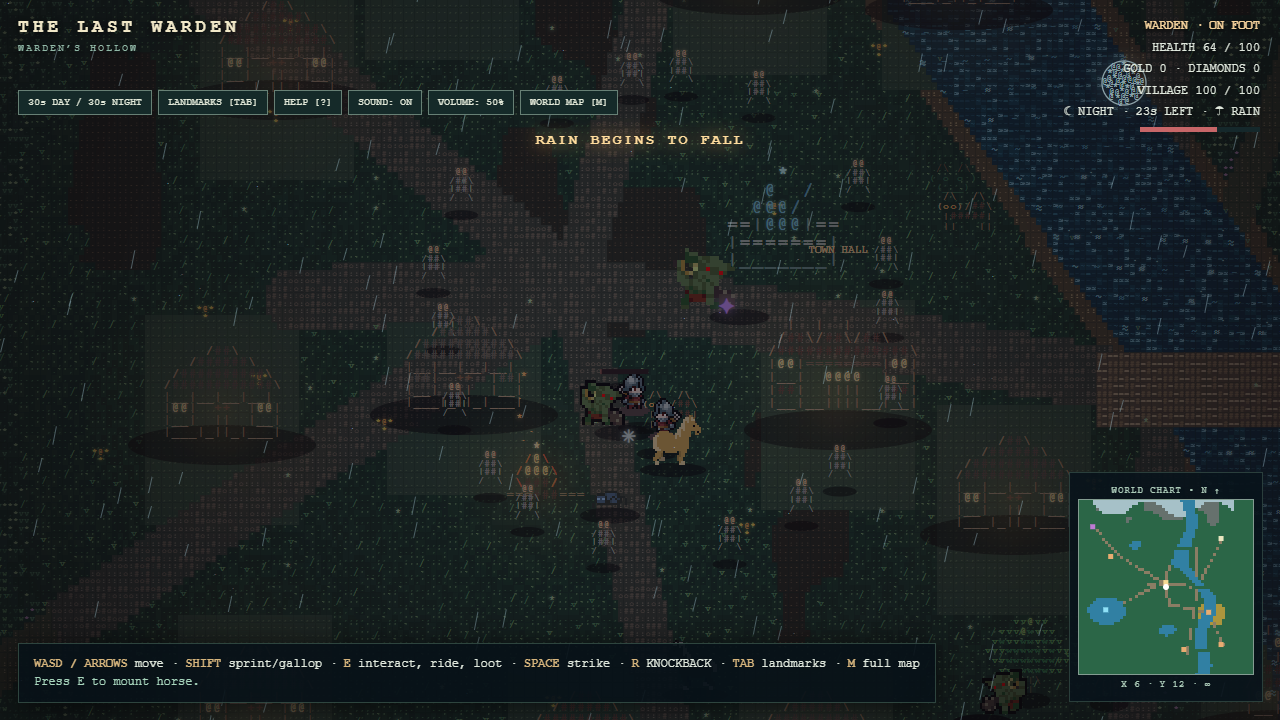 THE LAST WARDEN
WARDEN'S HOLLOW
WARDEN · ON FOOT
HEALTH 64 / 100
GOLD 0 · DIAMONDS 0
VILLAGE 100 / 100
☾ NIGHT · 23s LEFT · ☂ RAIN
30s DAY / 30s NIGHT
LANDMARKS [TAB]
HELP [?]
SOUND: ON
VOLUME: 50%
WORLD MAP [M]
RAIN BEGINS TO FALL
TOWN HALL
WORLD CHART • N ↑
X 6 · Y 12 · ∞
WASD / ARROWS move · SHIFT sprint/gallop · E interact, ride, loot · SPACE strike · R KNOCKBACK · TAB landmarks · M full map
Press E to mount horse.